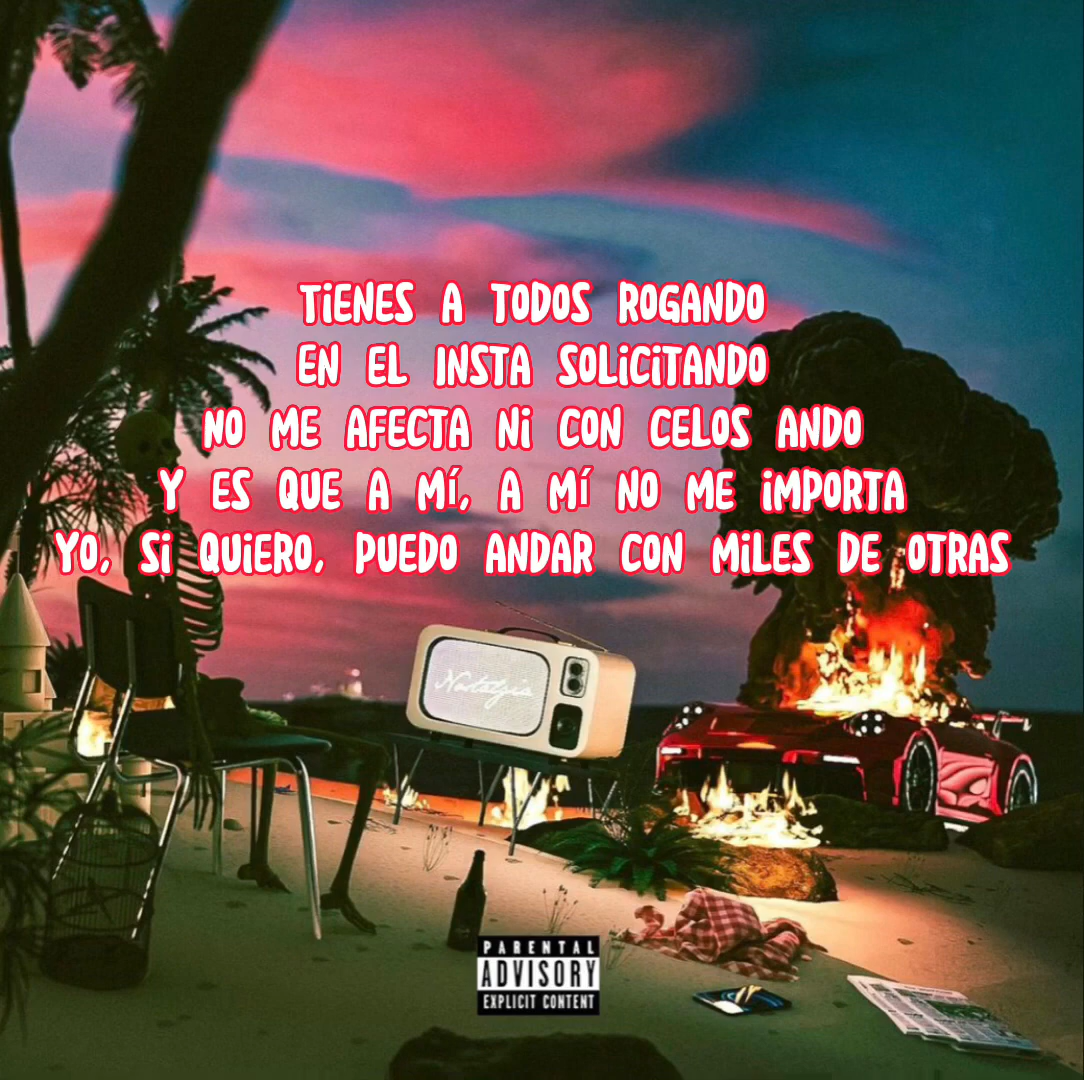 TIENES A TODOS ROGANDO
EN EL INSTA SOLICITANDO
NO ME AFECTA NI CON CELOS ANDO
Y ES QUE A MÍ, A MÍ NO ME IMPORTA
YO, SI QUIERO, PUEDO ANDAR CON MILES DE OTRAS
Nostalgia
PARENTAL
ADVISORY
EXPLICIT CONTENT